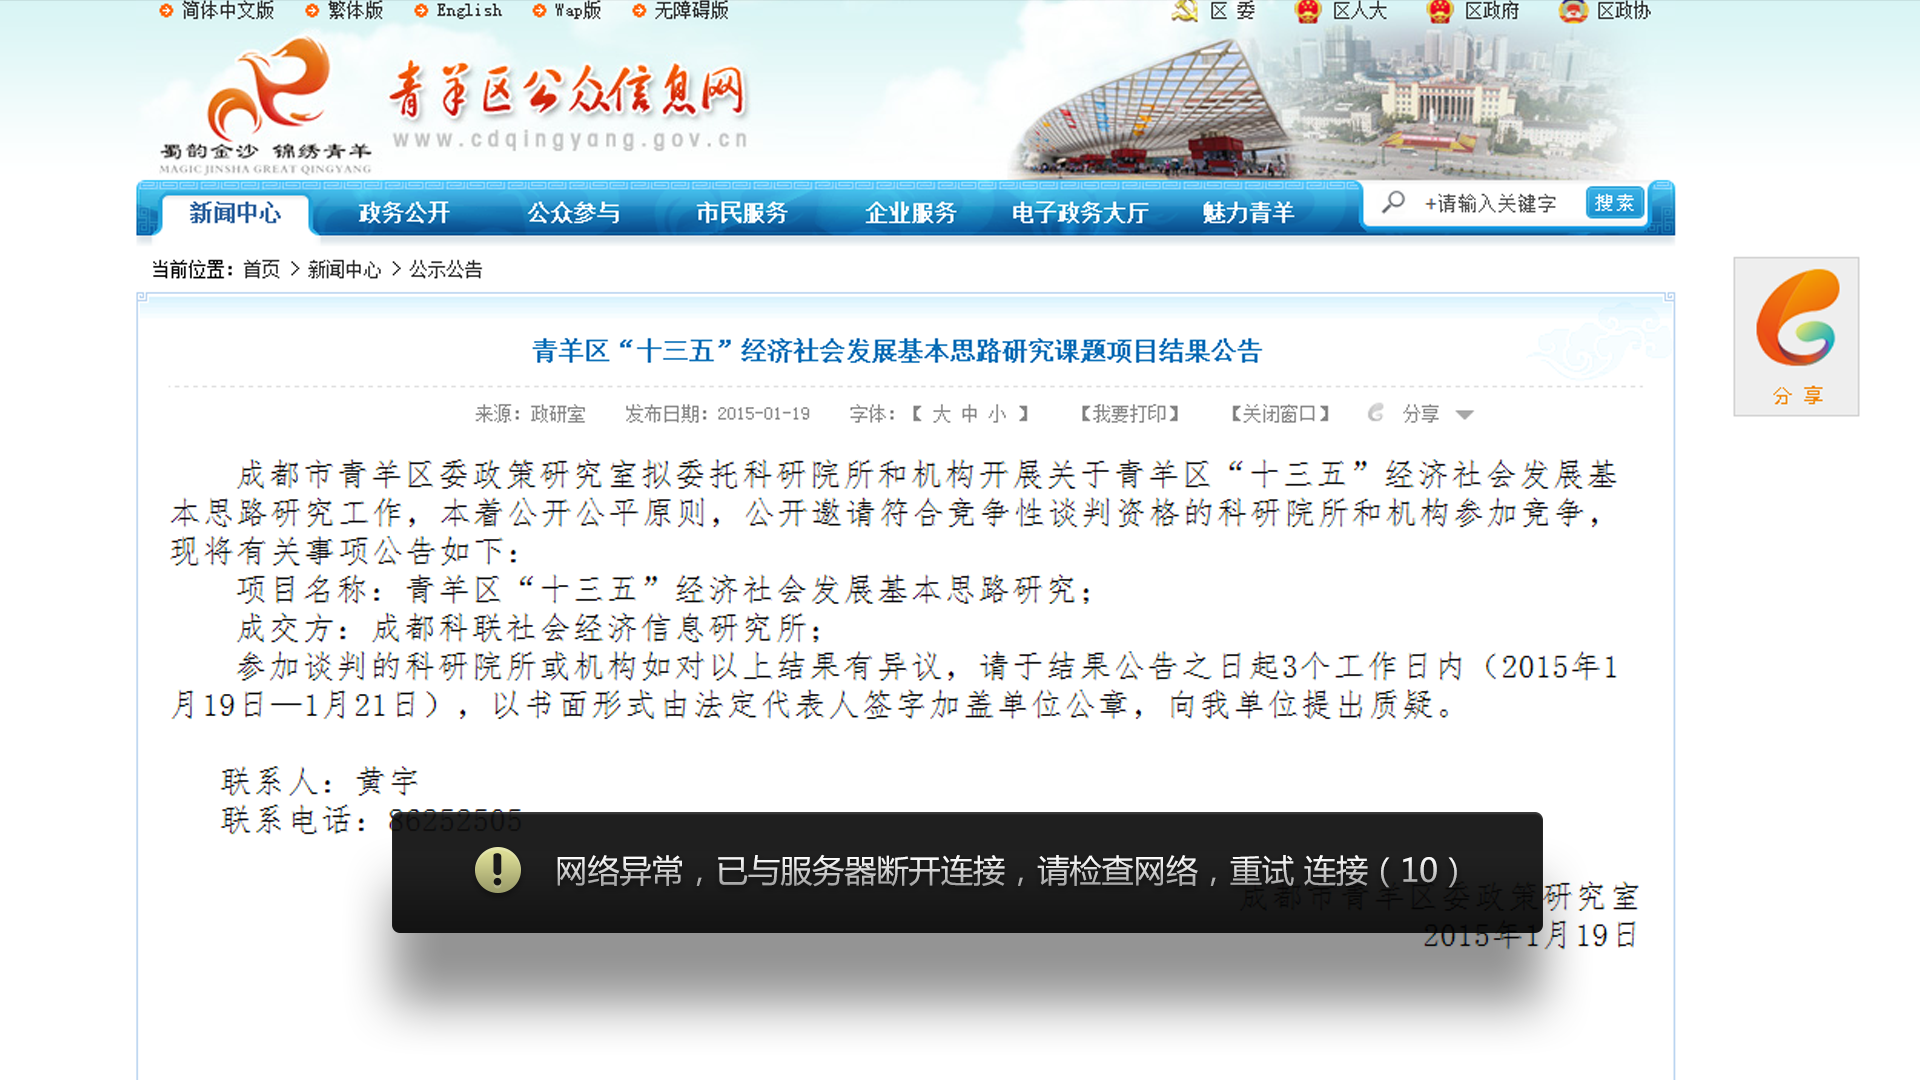 简体中文版 繁体版 English Wap版 无障碍版 区 委 区人大 区政府 区政协
青羊区公众信息网
www.cdqingyang.gov.cn
蜀韵金沙 锦绣青羊
MAGIC JINSHA GREAT QINGYANG
新闻中心 政务公开 公众参与 市民服务 企业服务 电子政务大厅 魅力青羊 +请输入关键字 搜索
当前位置：首页 > 新闻中心 > 公示公告
青羊区“十三五”经济社会发展基本思路研究课题项目结果公告
来源：政研室 发布日期：2015-01-19 字体：【 大 中 小 】 【我要打印】 【关闭窗口】 分享
分 享
成都市青羊区委政策研究室拟委托科研院所和机构开展关于青羊区“十三五”经济社会发展基
本思路研究工作，本着公开公平原则，公开邀请符合竞争性谈判资格的科研院所和机构参加竞争，
现将有关事项公告如下：
项目名称：青羊区“十三五”经济社会发展基本思路研究；
成交方：成都科联社会经济信息研究所；
参加谈判的科研院所或机构如对以上结果有异议，请于结果公告之日起3个工作日内（2015年1
月19日—1月21日），以书面形式由法定代表人签字加盖单位公章，向我单位提出质疑。
联系人：黄宇
联系电话：86252505
网络异常，已与服务器断开连接，请检查网络，重试 连接（10）
成都市青羊区委政策研究室
2015年1月19日